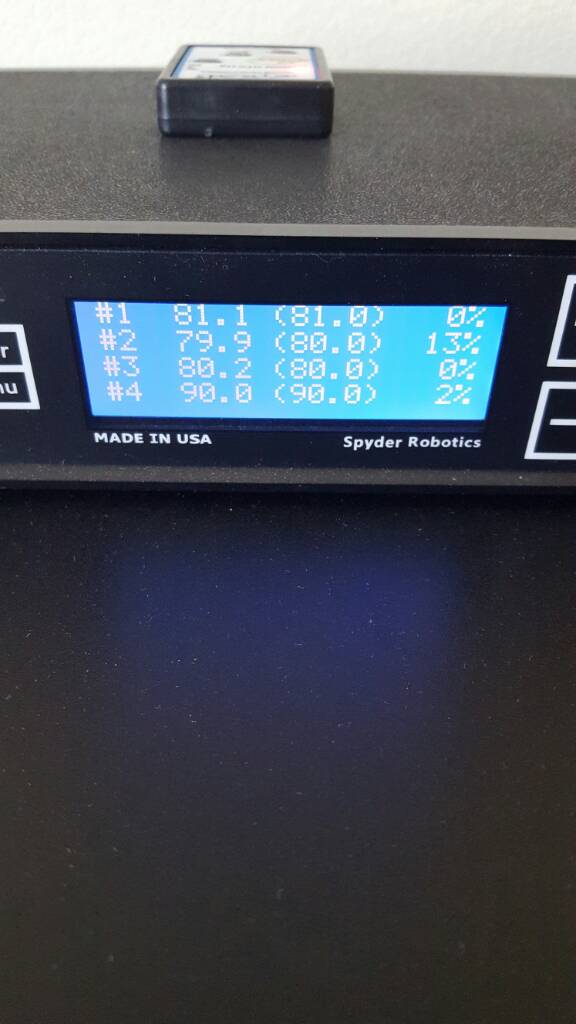 #1 81.1 (81.0) 0%
#2 79.9 (80.0) 13%
#3 80.2 (80.0) 0%
#4 90.0 (90.0) 2%
MADE IN USA
Spyder Robotics